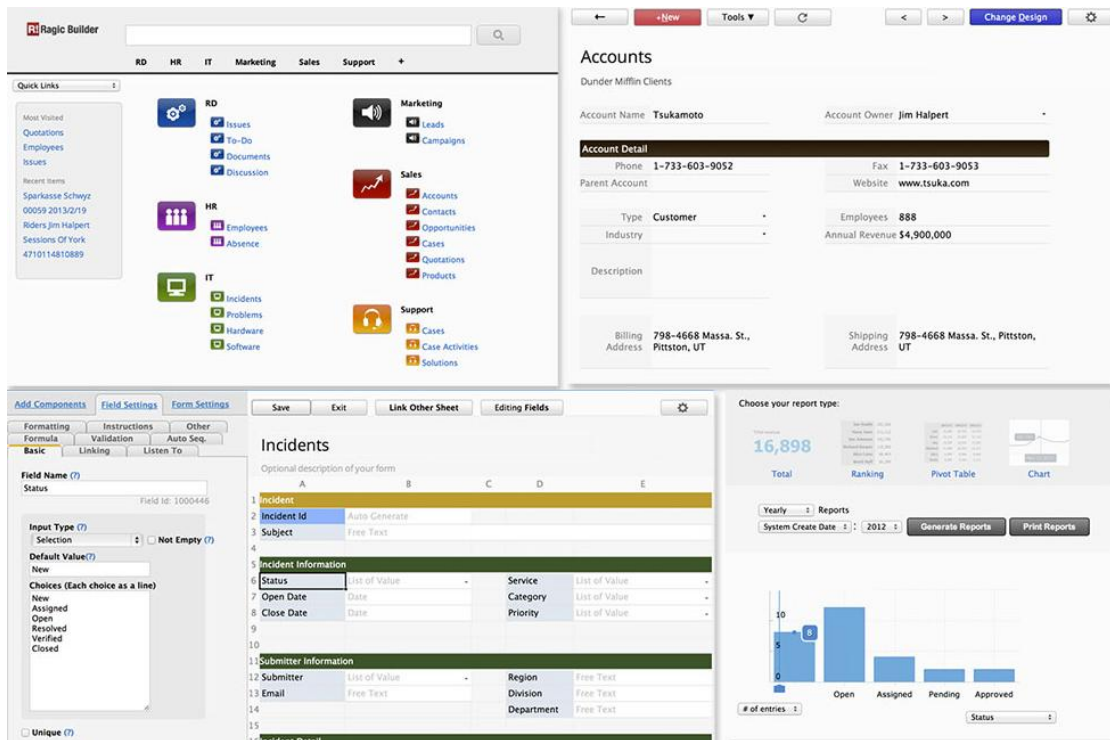 Ragic Builder
RD HR IT Marketing Sales Support +
Quick Links
Most Visited
Quotations
Employees
Issues
Recent Items
Sparkasse Schwyz
00059 2013/2/19
Riders Jim Halpert
Sessions Of York
4710114810889
RD
Issues
To-Do
Documents
Discussion
HR
Employees
Absence
IT
Incidents
Problems
Hardware
Software
Marketing
Leads
Campaigns
Sales
Accounts
Contacts
Opportunities
Cases
Quotations
Products
Support
Cases
Case Activities
Solutions
+New Tools ▼ < > Change Design
Accounts
Dunder Mifflin Clients
Account Name Tsukamoto Account Owner Jim Halpert
Account Detail
Phone 1-733-603-9052 Fax 1-733-603-9053
Parent Account Website www.tsuka.com
Type Customer Employees 888
Industry Annual Revenue $4,900,000
Description
Billing Address 798-4668 Massa. St., Pittston, UT
Shipping Address 798-4668 Massa. St., Pittston, UT
Add Components Field Settings Form Settings
Formatting Instructions Other
Formula Validation Auto Seq.
Basic Linking Listen To
Field Name (?)
Status
Field Id: 1000446
Input Type (?)
Selection Not Empty (?)
Default Value(?)
New
Choices (Each choice as a line)
New
Assigned
Open
Resolved
Verified
Closed
Unique (?)
Save Exit Link Other Sheet Editing Fields
Incidents
Optional description of your form
A B C D E
1 Incident
2 Incident Id Auto Generate
3 Subject Free Text
4
5 Incident Information
6 Status List of Value Service List of Value
7 Open Date Date Category List of Value
8 Close Date Date Priority List of Value
9
10
11 Submitter Information
12 Submitter List of Value Region Free Text
13 Email Free Text Division Free Text
14 Department Free Text
15
Choose your report type:
16,898
Total Ranking Pivot Table Chart
Yearly Reports
System Create Date : 2012 Generate Reports Print Reports
10
5
0
8
Open Assigned Pending Approved
# of entries
Status